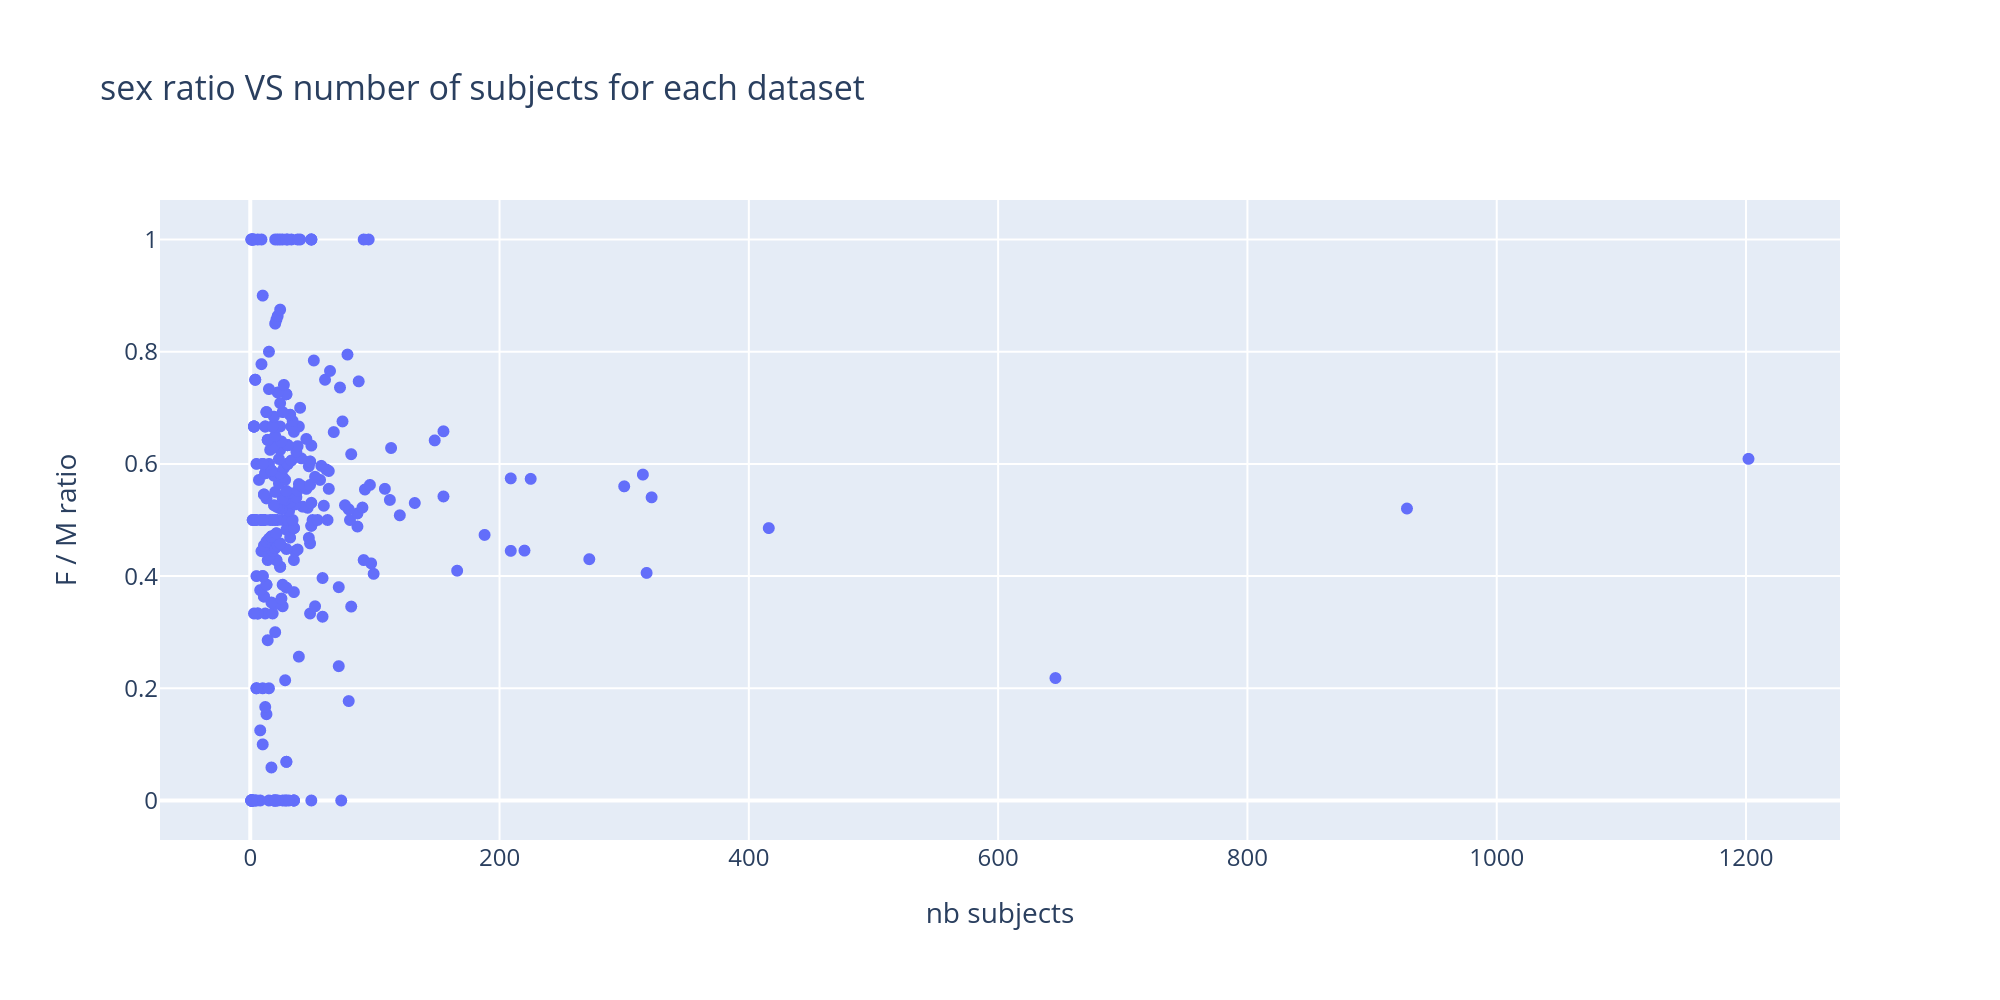 sex ratio VS number of subjects for each dataset
1
0.8
0.6
0.4
0.2
0
F / M ratio
0 200 400 600 800 1000 1200
nb subjects